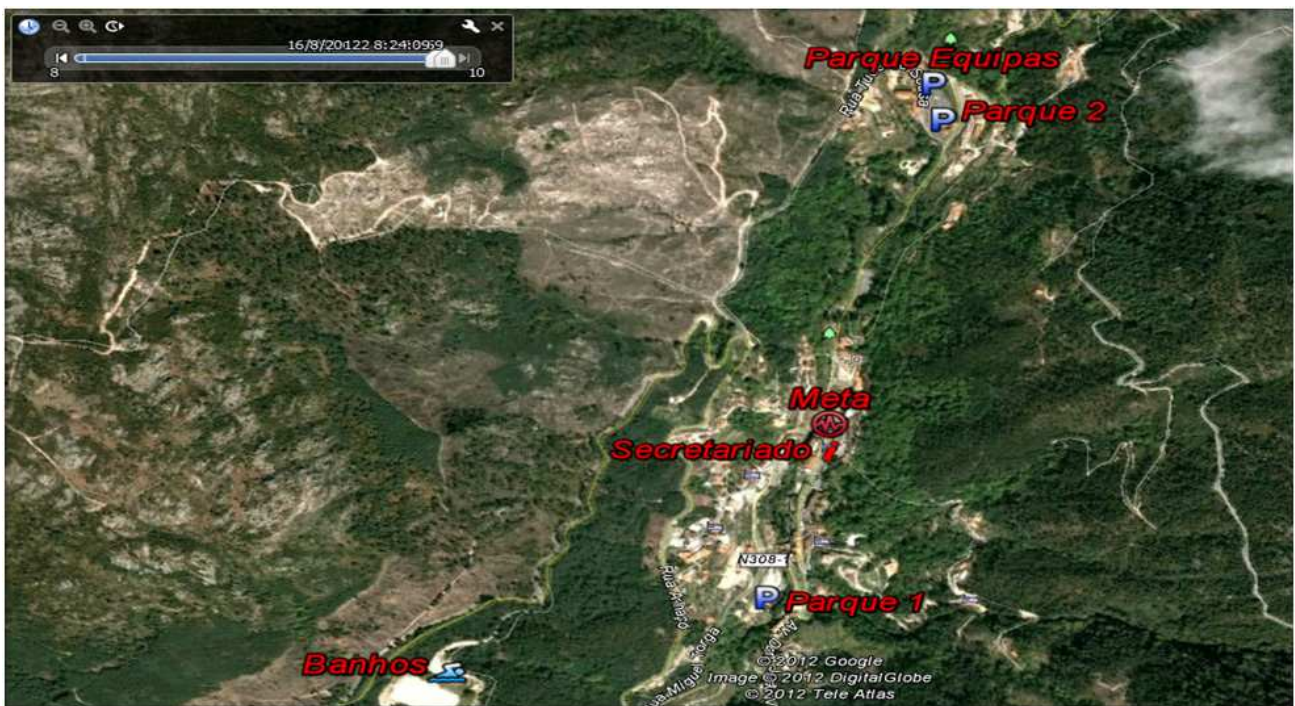 16/8/20122 8:24:0959
8
10
Parque Equipas
Parque 2
Meta
Secretariado
N308-1
Parque 1
Banhos
Rua Miguel Torga
© 2012 Google
Image © 2012 DigitalGlobe
© 2012 Tele Atlas